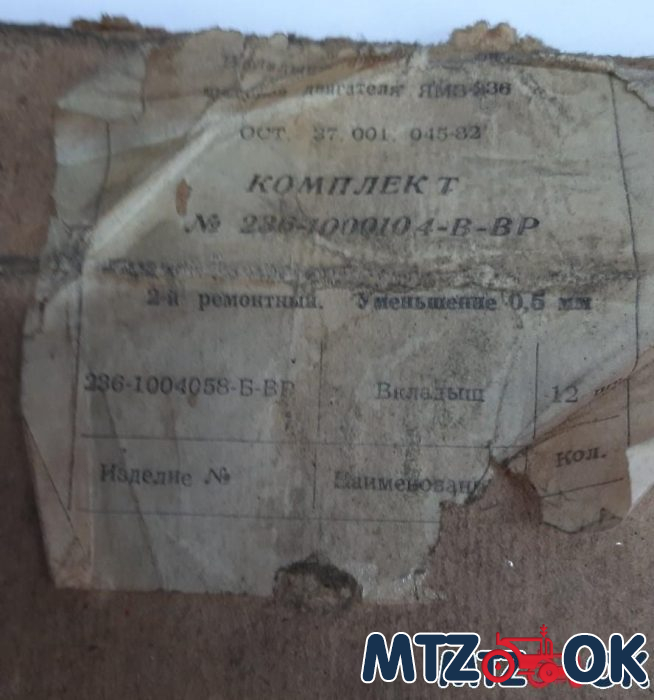 Вкладыши
двигателя ЯМЗ-236
ОСТ. 37. 001. 045-82
КОМПЛЕКТ
№ 236-1000104-В-ВР
2-й ремонтный. Уменьшение 0,5 мм
236-1004058-Б-ВР Вкладыш 12
Изделие № Кол.
MTZ OK